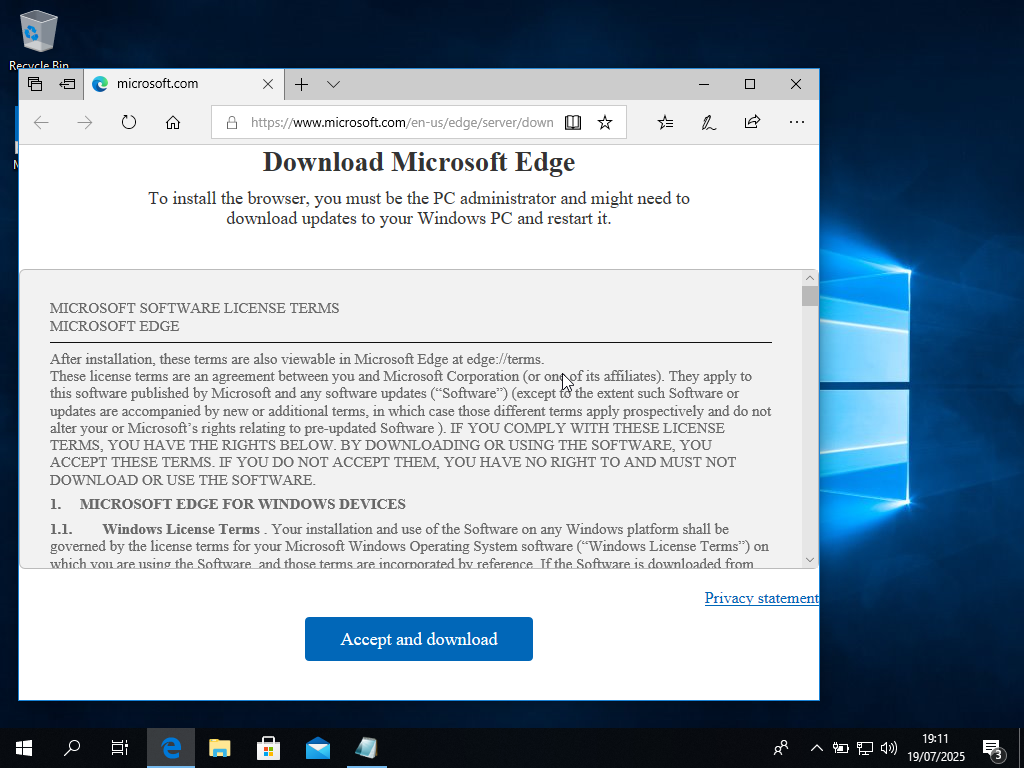 Recycle Bin
microsoft.com
https://www.microsoft.com/en-us/edge/server/down
Download Microsoft Edge
To install the browser, you must be the PC administrator and might need to
download updates to your Windows PC and restart it.
MICROSOFT SOFTWARE LICENSE TERMS
MICROSOFT EDGE
After installation, these terms are also viewable in Microsoft Edge at edge://terms.
These license terms are an agreement between you and Microsoft Corporation (or one of its affiliates). They apply to
this software published by Microsoft and any software updates (“Software”) (except to the extent such Software or
updates are accompanied by new or additional terms, in which case those different terms apply prospectively and do not
alter your or Microsoft’s rights relating to pre-updated Software ). IF YOU COMPLY WITH THESE LICENSE
TERMS, YOU HAVE THE RIGHTS BELOW. BY DOWNLOADING OR USING THE SOFTWARE, YOU
ACCEPT THESE TERMS. IF YOU DO NOT ACCEPT THEM, YOU HAVE NO RIGHT TO AND MUST NOT
DOWNLOAD OR USE THE SOFTWARE.
1. MICROSOFT EDGE FOR WINDOWS DEVICES
1.1. Windows License Terms . Your installation and use of the Software on any Windows platform shall be
governed by the license terms for your Microsoft Windows Operating System software (“Windows License Terms”) on
which you are using the Software, and those terms are incorporated by reference. If the Software is downloaded from
Privacy statement
Accept and download
19:11
19/07/2025
3